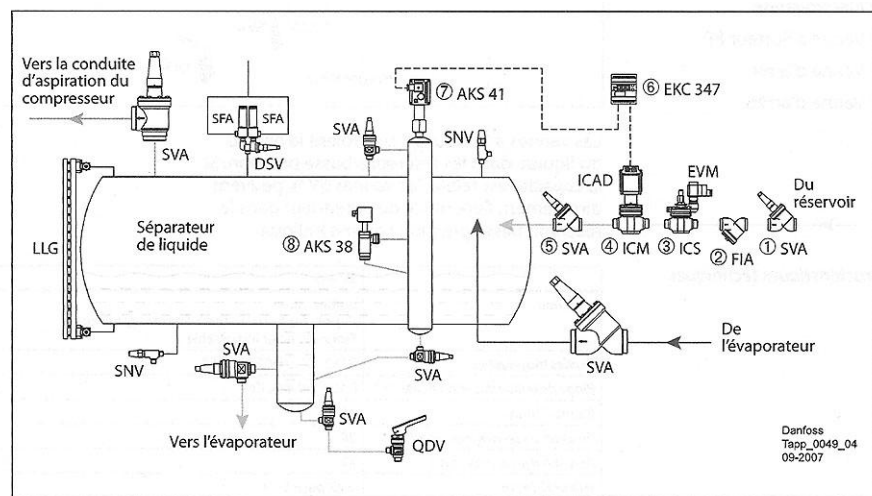 Vers la conduite
d'aspiration du
compresseur
SVA
SFA
SFA
DSV
SVA
⑦ AKS 41
SNV
⑥ EKC 347
ICAD
EVM
Du
réservoir
LLG
Séparateur
de liquide
⑧ AKS 38
⑤ SVA
④ ICM
③ ICS
② FIA
① SVA
De
l'évaporateur
SVA
SNV
SVA
SVA
SVA
QDV
Vers l'évaporateur
Danfoss
Tapp_0049_04
09-2007